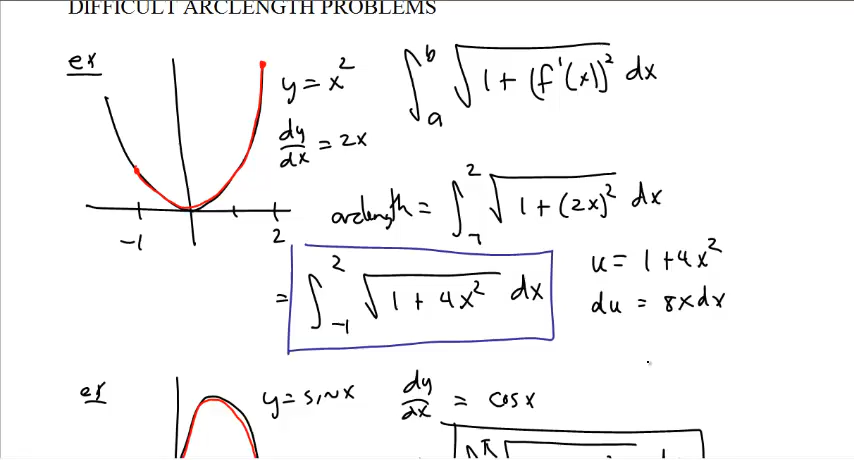 DIFFICULT ARCLENGTH PROBLEMS
ex
y = x²
∫ₐᵇ √(1 + (f'(x))²) dx
dy/dx = 2x
arclength = ∫₋₁² √(1 + (2x)²) dx
-1 2
= ∫₋₁² √(1 + 4x²) dx
u = 1 + 4x²
du = 8x dx
ex
y = sin x
dy/dx = cos x